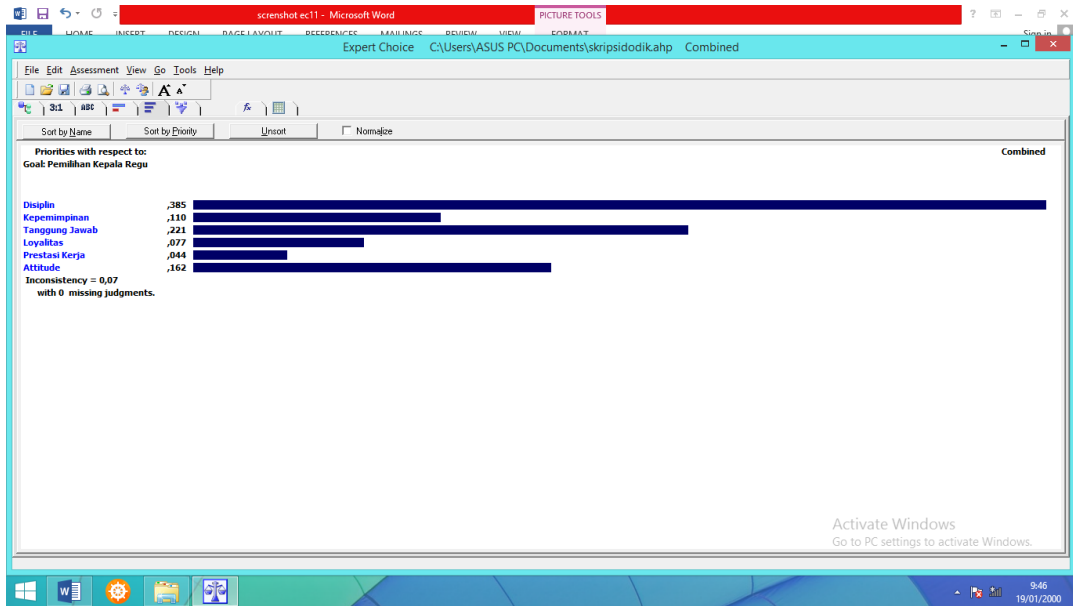 screnshot ec11 - Microsoft Word
PICTURE TOOLS
FILE HOME INSERT DESIGN PAGE LAYOUT REFERENCES MAILINGS REVIEW VIEW FORMAT Sign in
Expert Choice C:\Users\ASUS PC\Documents\skripsidodik.ahp Combined
File Edit Assessment View Go Tools Help
3:1 ABC
Sort by Name Sort by Priority Unsort Normalize
Priorities with respect to: Combined
Goal: Pemilihan Kepala Regu
Disiplin ,385
Kepemimpinan ,110
Tanggung Jawab ,221
Loyalitas ,077
Prestasi Kerja ,044
Attitude ,162
Inconsistency = 0,07
with 0 missing judgments.
Activate Windows
Go to PC settings to activate Windows.
9:46
19/01/2000